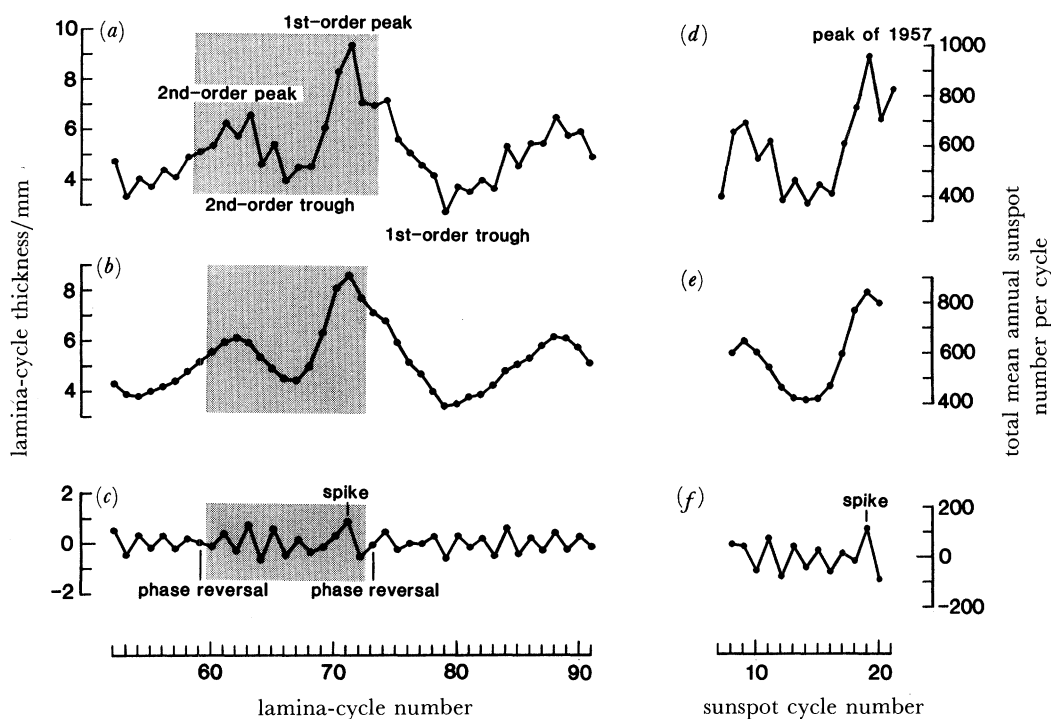 (a)
1st-order peak
2nd-order peak
2nd-order trough
1st-order trough
10
8
6
4
(d)
peak of 1957
1000
800
600
400
lamina-cycle thickness/mm
total mean annual sunspot
number per cycle
(b)
8
6
4
(e)
800
600
400
(c)
spike
2
0
-2
phase reversal
phase reversal
(f)
spike
200
0
-200
60
70
80
90
lamina-cycle number
10
20
sunspot cycle number